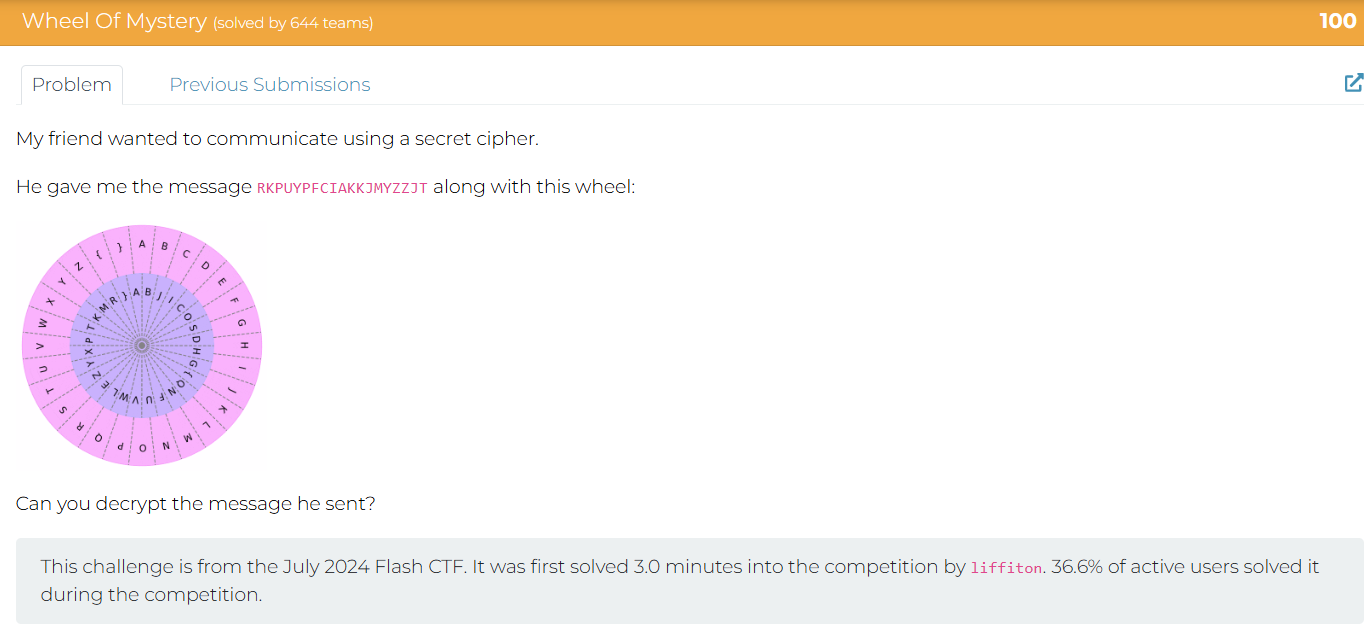 Wheel Of Mystery (solved by 644 teams)
100
Problem
Previous Submissions
My friend wanted to communicate using a secret cipher.
He gave me the message RKPUYPFCIAKKJMYZZJT along with this wheel:
A B C D E F G H I J K L M N O P Q R S T U V W X Y Z { }
A B J I C O S D H G { Q N F U V W L E Z Y X P T K M R }
Can you decrypt the message he sent?
This challenge is from the July 2024 Flash CTF. It was first solved 3.0 minutes into the competition by liffiton. 36.6% of active users solved it
during the competition.